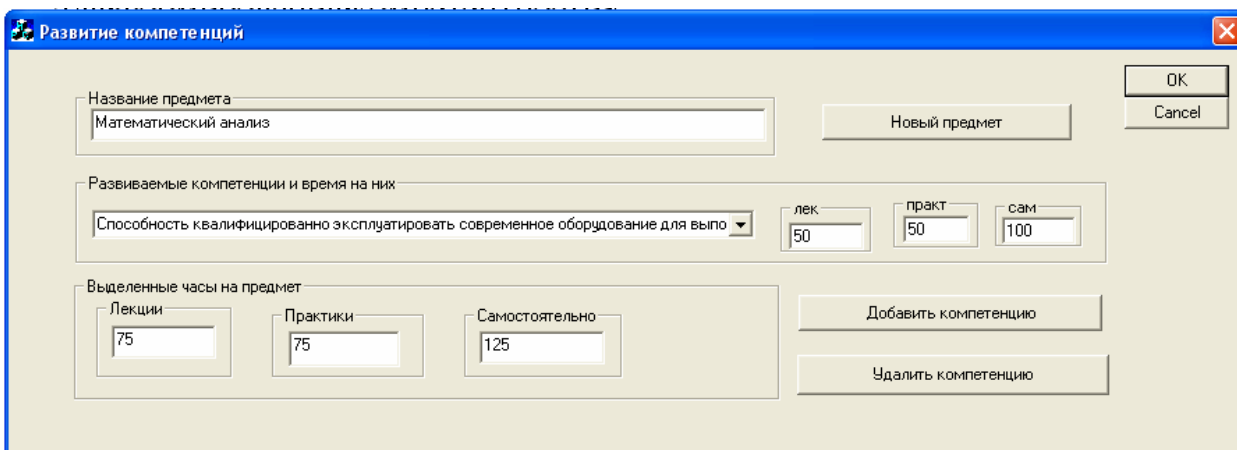 Развитие компетенций
OK
Название предмета
Математический анализ
Новый предмет
Cancel
Развиваемые компетенции и время на них
Способность квалифицированно эксплуатировать современное оборудование для выпо
лек
50
практ
50
сам
100
Выделенные часы на предмет
Лекции
75
Практики
75
Самостоятельно
125
Добавить компетенцию
Удалить компетенцию